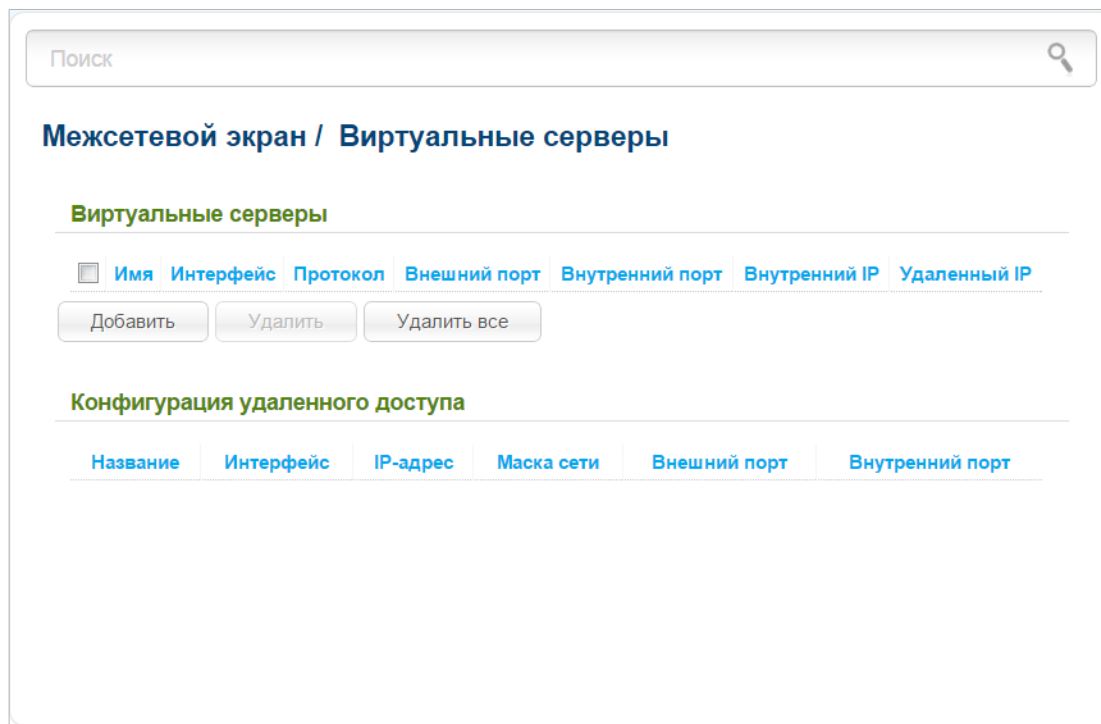 Поиск
Межсетевой экран / Виртуальные серверы
Виртуальные серверы
Имя Интерфейс Протокол Внешний порт Внутренний порт Внутренний IP Удаленный IP
Добавить Удалить Удалить все
Конфигурация удаленного доступа
Название Интерфейс IP-адрес Маска сети Внешний порт Внутренний порт